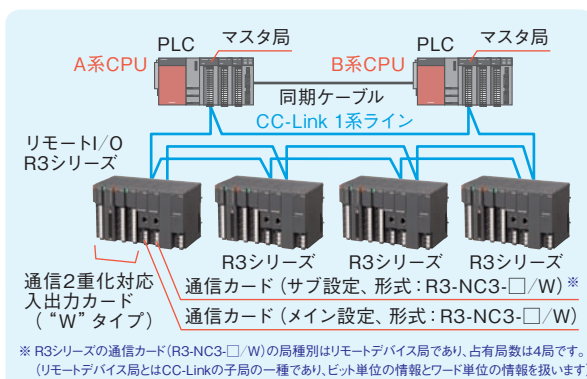 PLC
マスタ局
PLC
マスタ局
A系CPU
B系CPU
同期ケーブル
CC-Link 1系ライン
リモートI/O
R3シリーズ
R3シリーズ
R3シリーズ
R3シリーズ
通信2重化対応
入出力カード
（“W”タイプ）
通信カード（サブ設定、形式：R3-NC3-□/W）※
通信カード（メイン設定、形式：R3-NC3-□/W）
※ R3シリーズの通信カード（R3-NC3-□/W）の局種別はリモートデバイス局であり、占有局数は4局です。
（リモートデバイス局とはCC-Linkの子局の一種であり、ビット単位の情報とワード単位の情報を扱います